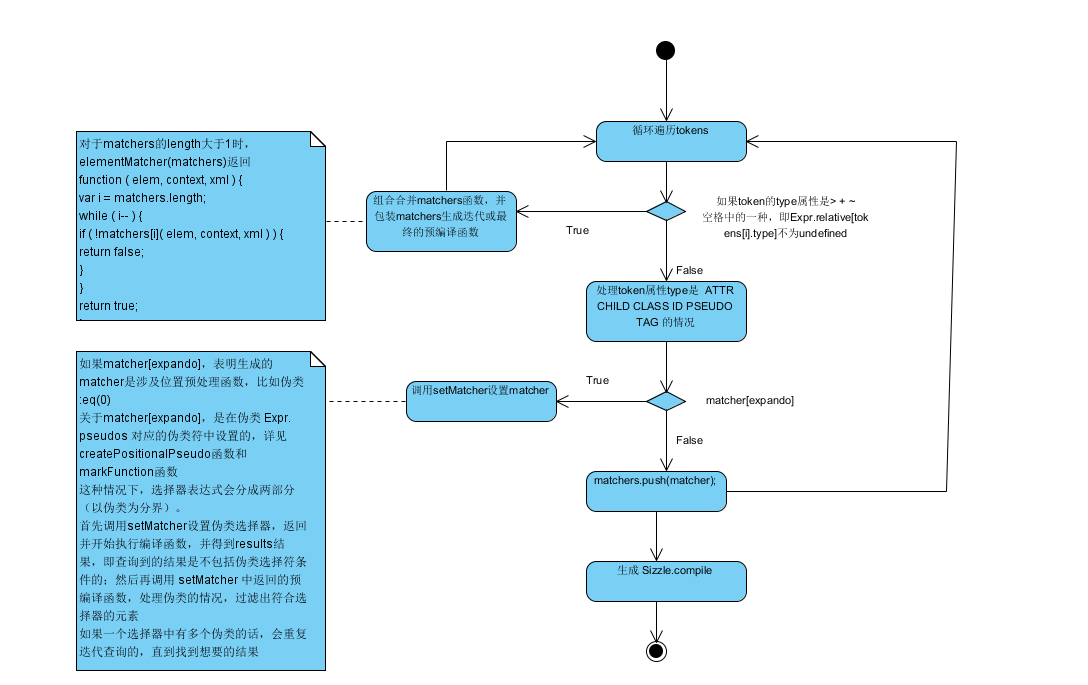 循环遍历tokens
对于matchers的length大于1时，
elementMatcher(matchers)返回
function ( elem, context, xml ) {
var i = matchers.length;
while ( i-- ) {
if ( !matchers[i]( elem, context, xml ) ) {
return false;
}
}
return true;
组合合并matchers函数，并
包装matchers生成迭代或最
终的预编译函数
True
如果token的type属性是> + ~
空格中的一种，即Expr.relative[tok
ens[i].type]不为undefined
False
处理token属性type是  ATTR
CHILD CLASS ID PSEUDO
TAG 的情况
如果matcher[expando]，表明生成的
matcher是涉及位置预处理函数，比如伪类
:eq(0)
关于matcher[expando]，是在伪类 Expr.
pseudos 对应的伪类符中设置的，详见
createPositionalPseudo函数和
markFunction函数
这种情况下，选择器表达式会分成两部分
（以伪类为分界）。
首先调用setMatcher设置伪类选择器，返回
并开始执行编译函数，并得到results结
果，即查询到的结果是不包括伪类选择符条
件的；然后再调用 setMatcher 中返回的预
编译函数，处理伪类的情况，过滤出符合选
择器的元素
如果一个选择器中有多个伪类的话，会重复
迭代查询的，直到找到想要的结果
调用setMatcher设置matcher
True
matcher[expando]
False
matchers.push(matcher);
生成 Sizzle.compile